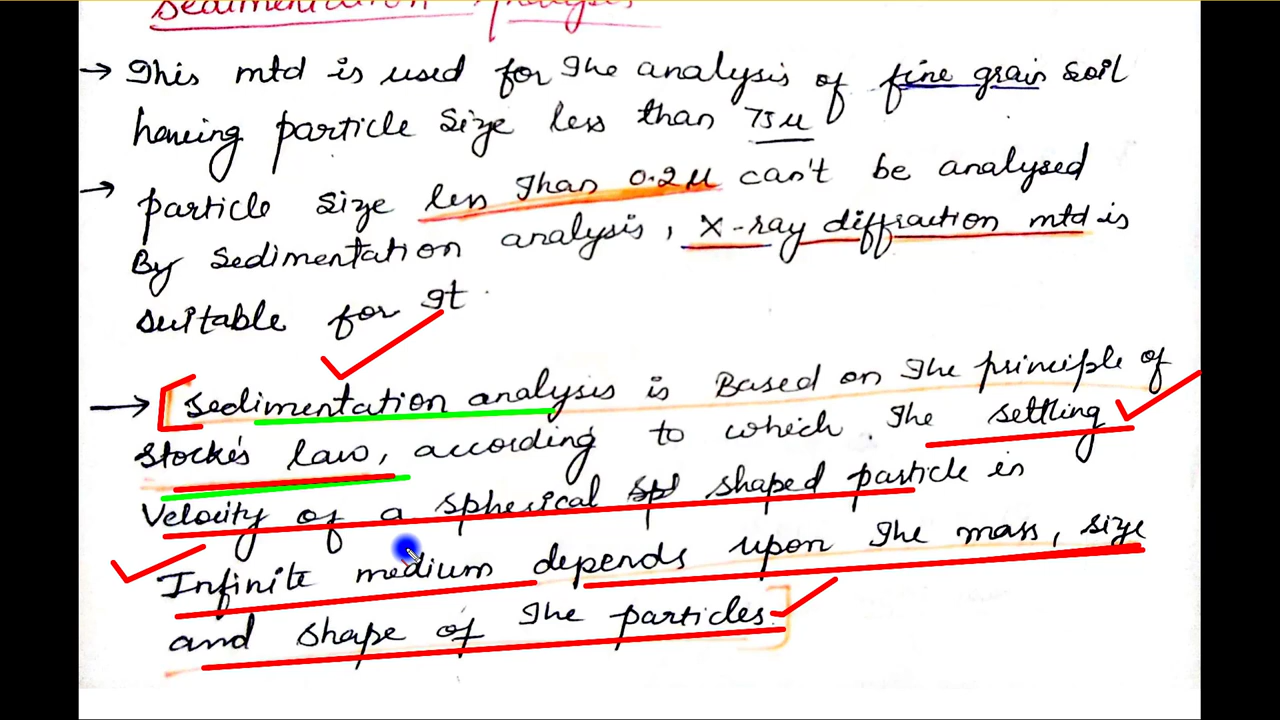 Sedimentation Analysis
→ This mtd is used for The analysis of fine grain soil
having particle size less than 75μ
→ particle size less than 0.2μ can't be analysed
By sedimentation analysis, X-ray diffraction mtd is
suitable for It.
→ [Sedimentation analysis is Based on The principle of
Stocke's law, according to which The settling
Velocity of a spherical shaped particle in
Infinite medium depends upon The mass, size
and shape of The particles.]